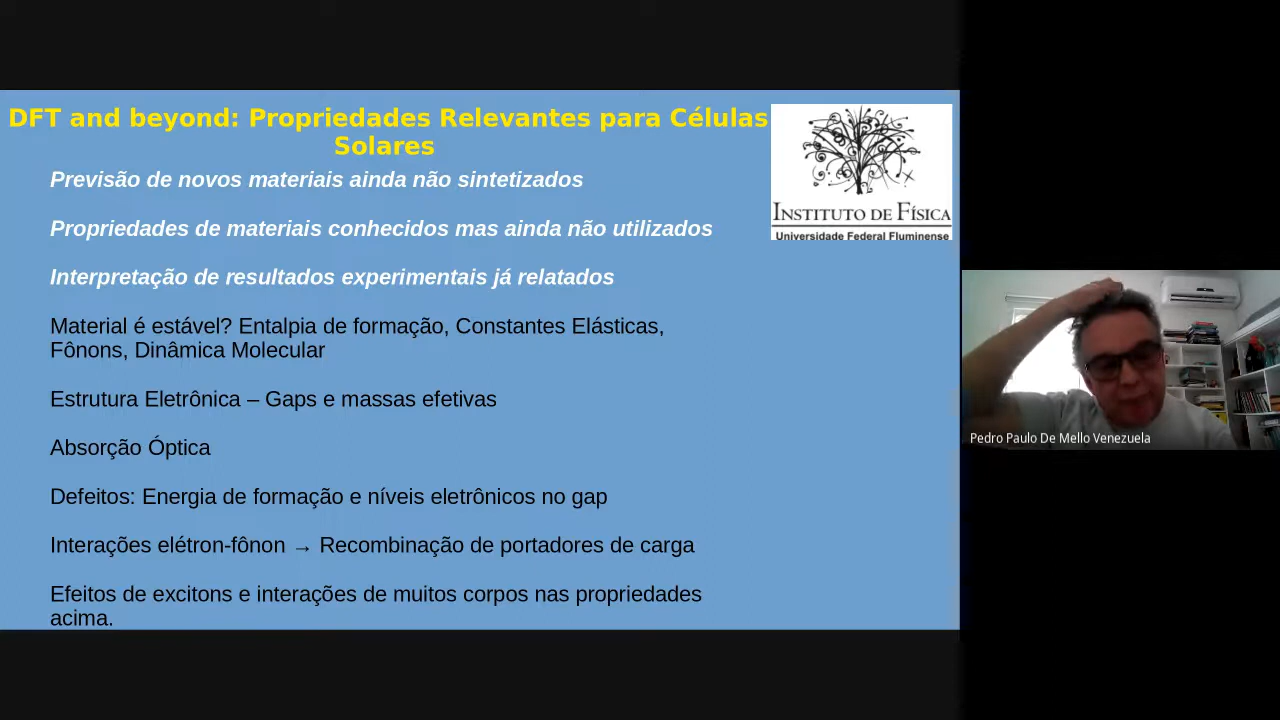 DFT and beyond: Propriedades Relevantes para Células
Solares
Previsão de novos materiais ainda não sintetizados
Propriedades de materiais conhecidos mas ainda não utilizados
Interpretação de resultados experimentais já relatados
Material é estável? Entalpia de formação, Constantes Elásticas,
Fônons, Dinâmica Molecular
Estrutura Eletrônica – Gaps e massas efetivas
Absorção Óptica
Defeitos: Energia de formação e níveis eletrônicos no gap
Interações elétron-fônon → Recombinação de portadores de carga
Efeitos de excitons e interações de muitos corpos nas propriedades
acima.
INSTITUTO DE FÍSICA
Universidade Federal Fluminense
Pedro Paulo De Mello Venezuela